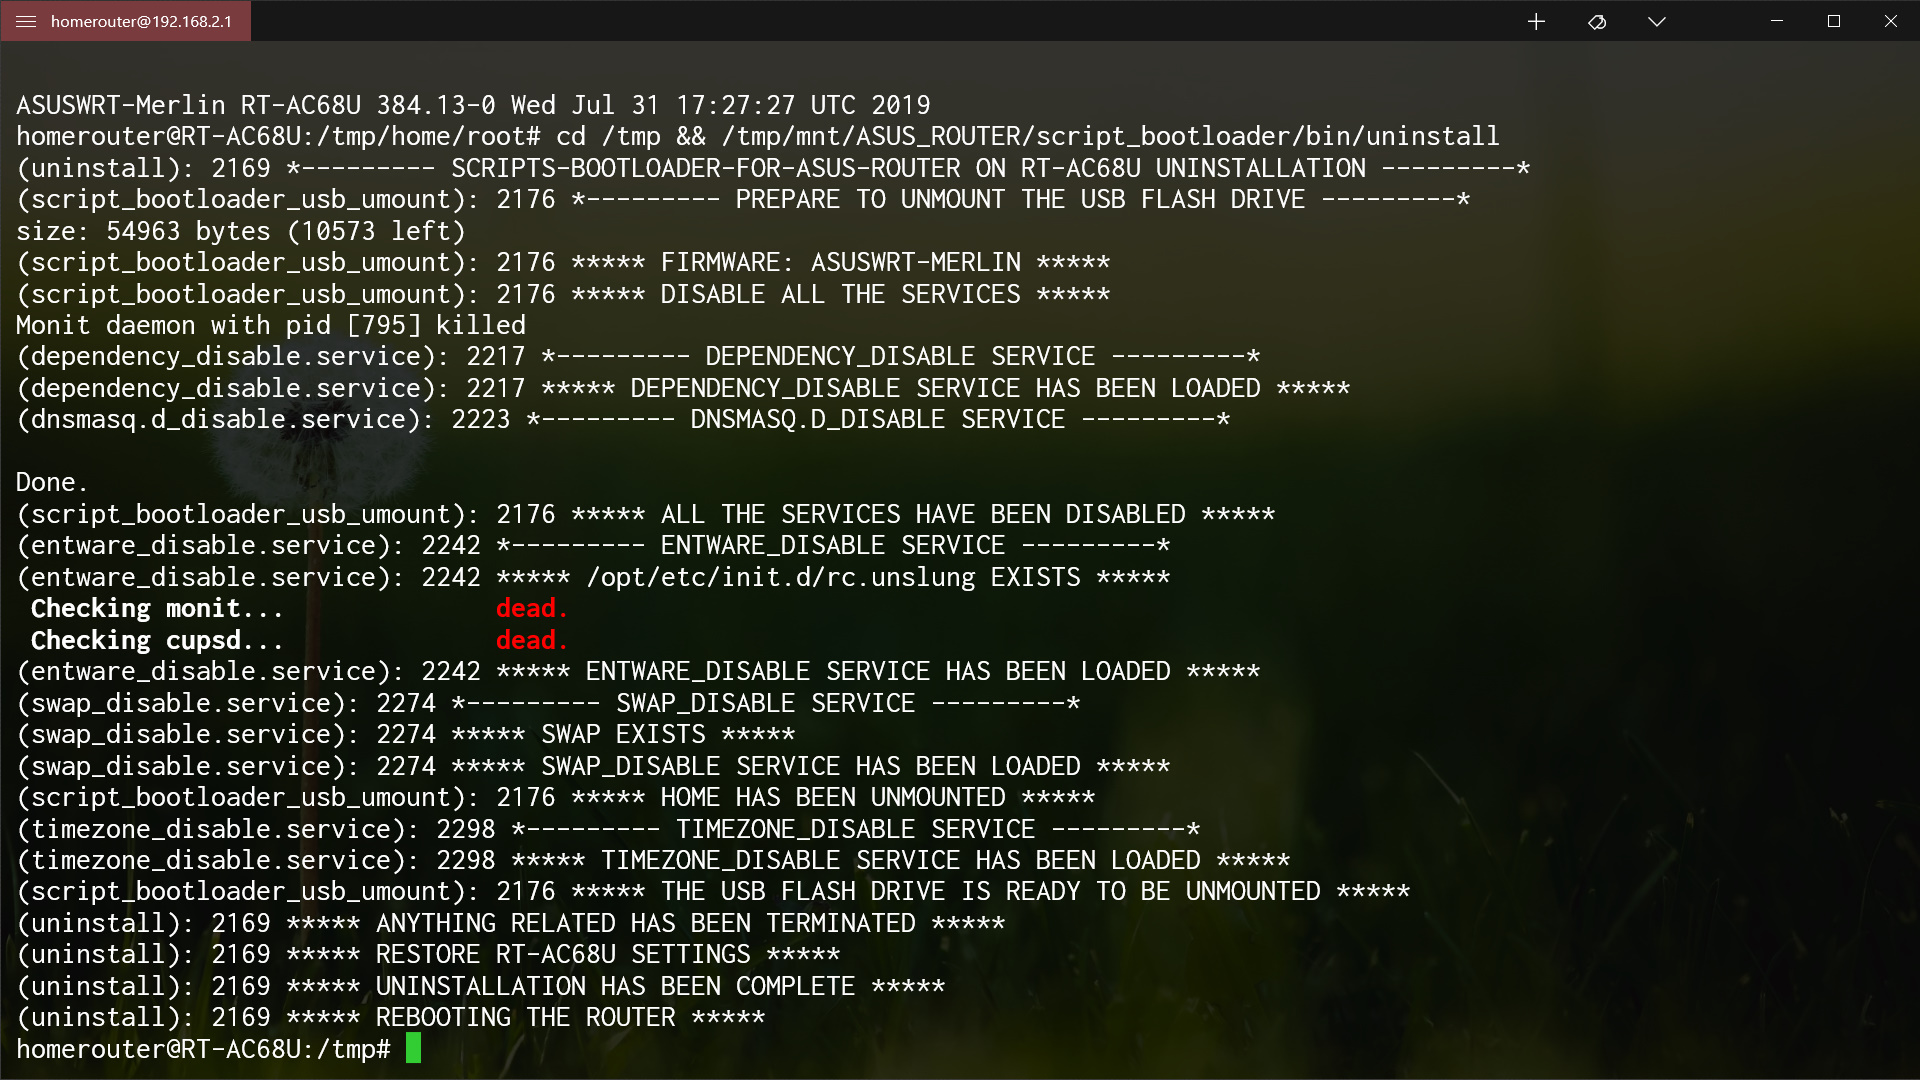 homerouter@192.168.2.1
ASUSWRT-Merlin RT-AC68U 384.13-0 Wed Jul 31 17:27:27 UTC 2019
homerouter@RT-AC68U:/tmp/home/root# cd /tmp && /tmp/mnt/ASUS_ROUTER/script_bootloader/bin/uninstall
(uninstall): 2169 *--------- SCRIPTS-BOOTLOADER-FOR-ASUS-ROUTER ON RT-AC68U UNINSTALLATION ---------*
(script_bootloader_usb_umount): 2176 *--------- PREPARE TO UNMOUNT THE USB FLASH DRIVE ---------*
size: 54963 bytes (10573 left)
(script_bootloader_usb_umount): 2176 ***** FIRMWARE: ASUSWRT-MERLIN *****
(script_bootloader_usb_umount): 2176 ***** DISABLE ALL THE SERVICES *****
Monit daemon with pid [795] killed
(dependency_disable.service): 2217 *--------- DEPENDENCY_DISABLE SERVICE ---------*
(dependency_disable.service): 2217 ***** DEPENDENCY_DISABLE SERVICE HAS BEEN LOADED *****
(dnsmasq.d_disable.service): 2223 *--------- DNSMASQ.D_DISABLE SERVICE ---------*
Done.
(script_bootloader_usb_umount): 2176 ***** ALL THE SERVICES HAVE BEEN DISABLED *****
(entware_disable.service): 2242 *--------- ENTWARE_DISABLE SERVICE ---------*
(entware_disable.service): 2242 ***** /opt/etc/init.d/rc.unslung EXISTS *****
Checking monit... dead.
Checking cupsd... dead.
(entware_disable.service): 2242 ***** ENTWARE_DISABLE SERVICE HAS BEEN LOADED *****
(swap_disable.service): 2274 *--------- SWAP_DISABLE SERVICE ---------*
(swap_disable.service): 2274 ***** SWAP EXISTS *****
(swap_disable.service): 2274 ***** SWAP_DISABLE SERVICE HAS BEEN LOADED *****
(script_bootloader_usb_umount): 2176 ***** HOME HAS BEEN UNMOUNTED *****
(timezone_disable.service): 2298 *--------- TIMEZONE_DISABLE SERVICE ---------*
(timezone_disable.service): 2298 ***** TIMEZONE_DISABLE SERVICE HAS BEEN LOADED *****
(script_bootloader_usb_umount): 2176 ***** THE USB FLASH DRIVE IS READY TO BE UNMOUNTED *****
(uninstall): 2169 ***** ANYTHING RELATED HAS BEEN TERMINATED *****
(uninstall): 2169 ***** RESTORE RT-AC68U SETTINGS *****
(uninstall): 2169 ***** UNINSTALLATION HAS BEEN COMPLETE *****
(uninstall): 2169 ***** REBOOTING THE ROUTER *****
homerouter@RT-AC68U:/tmp#